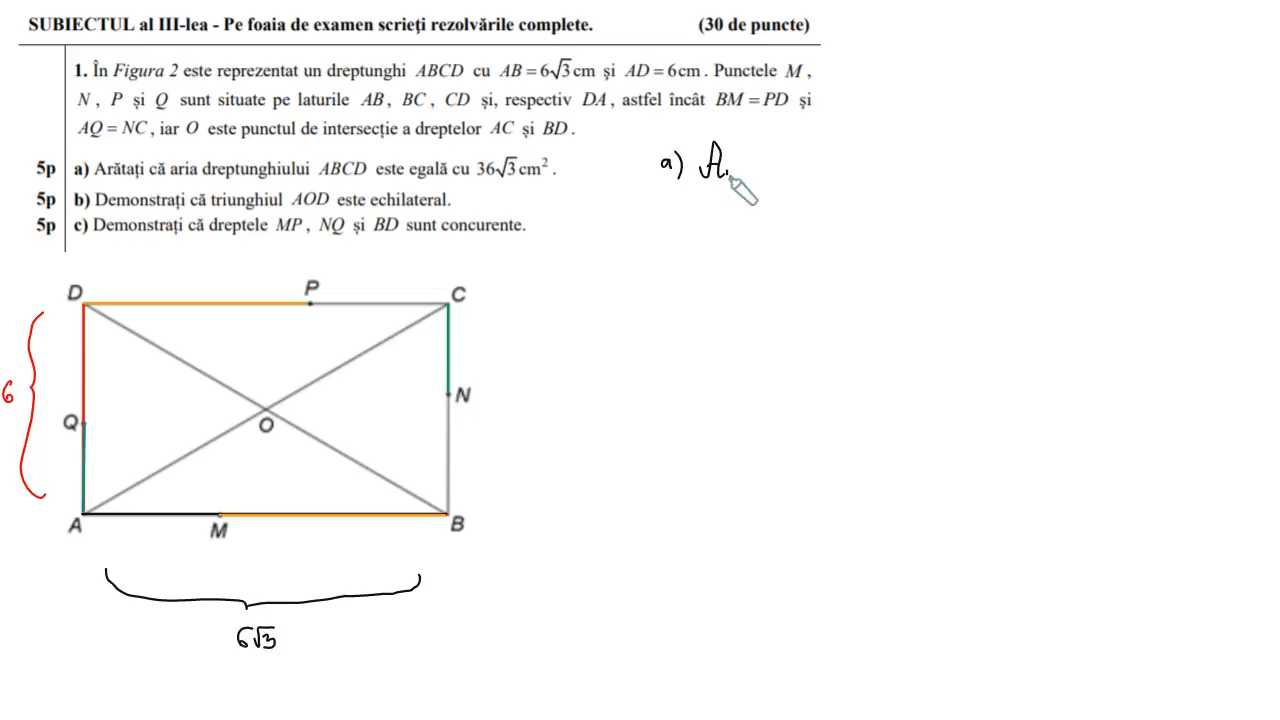 SUBIECTUL al III-lea - Pe foaia de examen scrieți rezolvările complete. (30 de puncte)
1. În Figura 2 este reprezentat un dreptunghi ABCD cu AB = 6√3 cm și AD = 6 cm. Punctele M,
N, P și Q sunt situate pe laturile AB, BC, CD și, respectiv DA, astfel încât BM = PD și
AQ = NC, iar O este punctul de intersecție a dreptelor AC și BD.
5p a) Arătați că aria dreptunghiului ABCD este egală cu 36√3 cm².
5p b) Demonstrați că triunghiul AOD este echilateral.
5p c) Demonstrați că dreptele MP, NQ și BD sunt concurente.
a) A
D P C
6
N
Q O
A M B
6√3